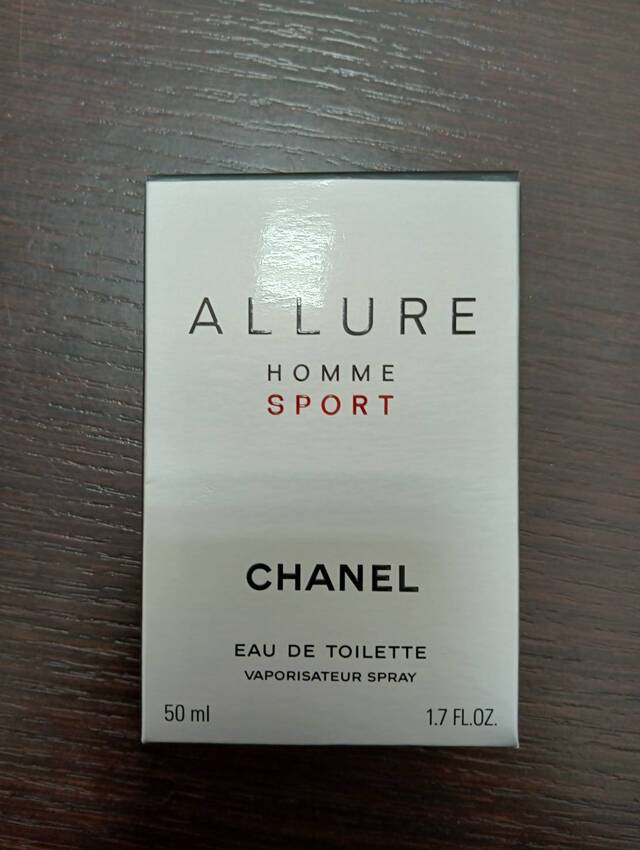 ALLURE
HOMME
SPORT
CHANEL
EAU DE TOILETTE
VAPORISATEUR SPRAY
50 ml 1.7 FL.OZ.